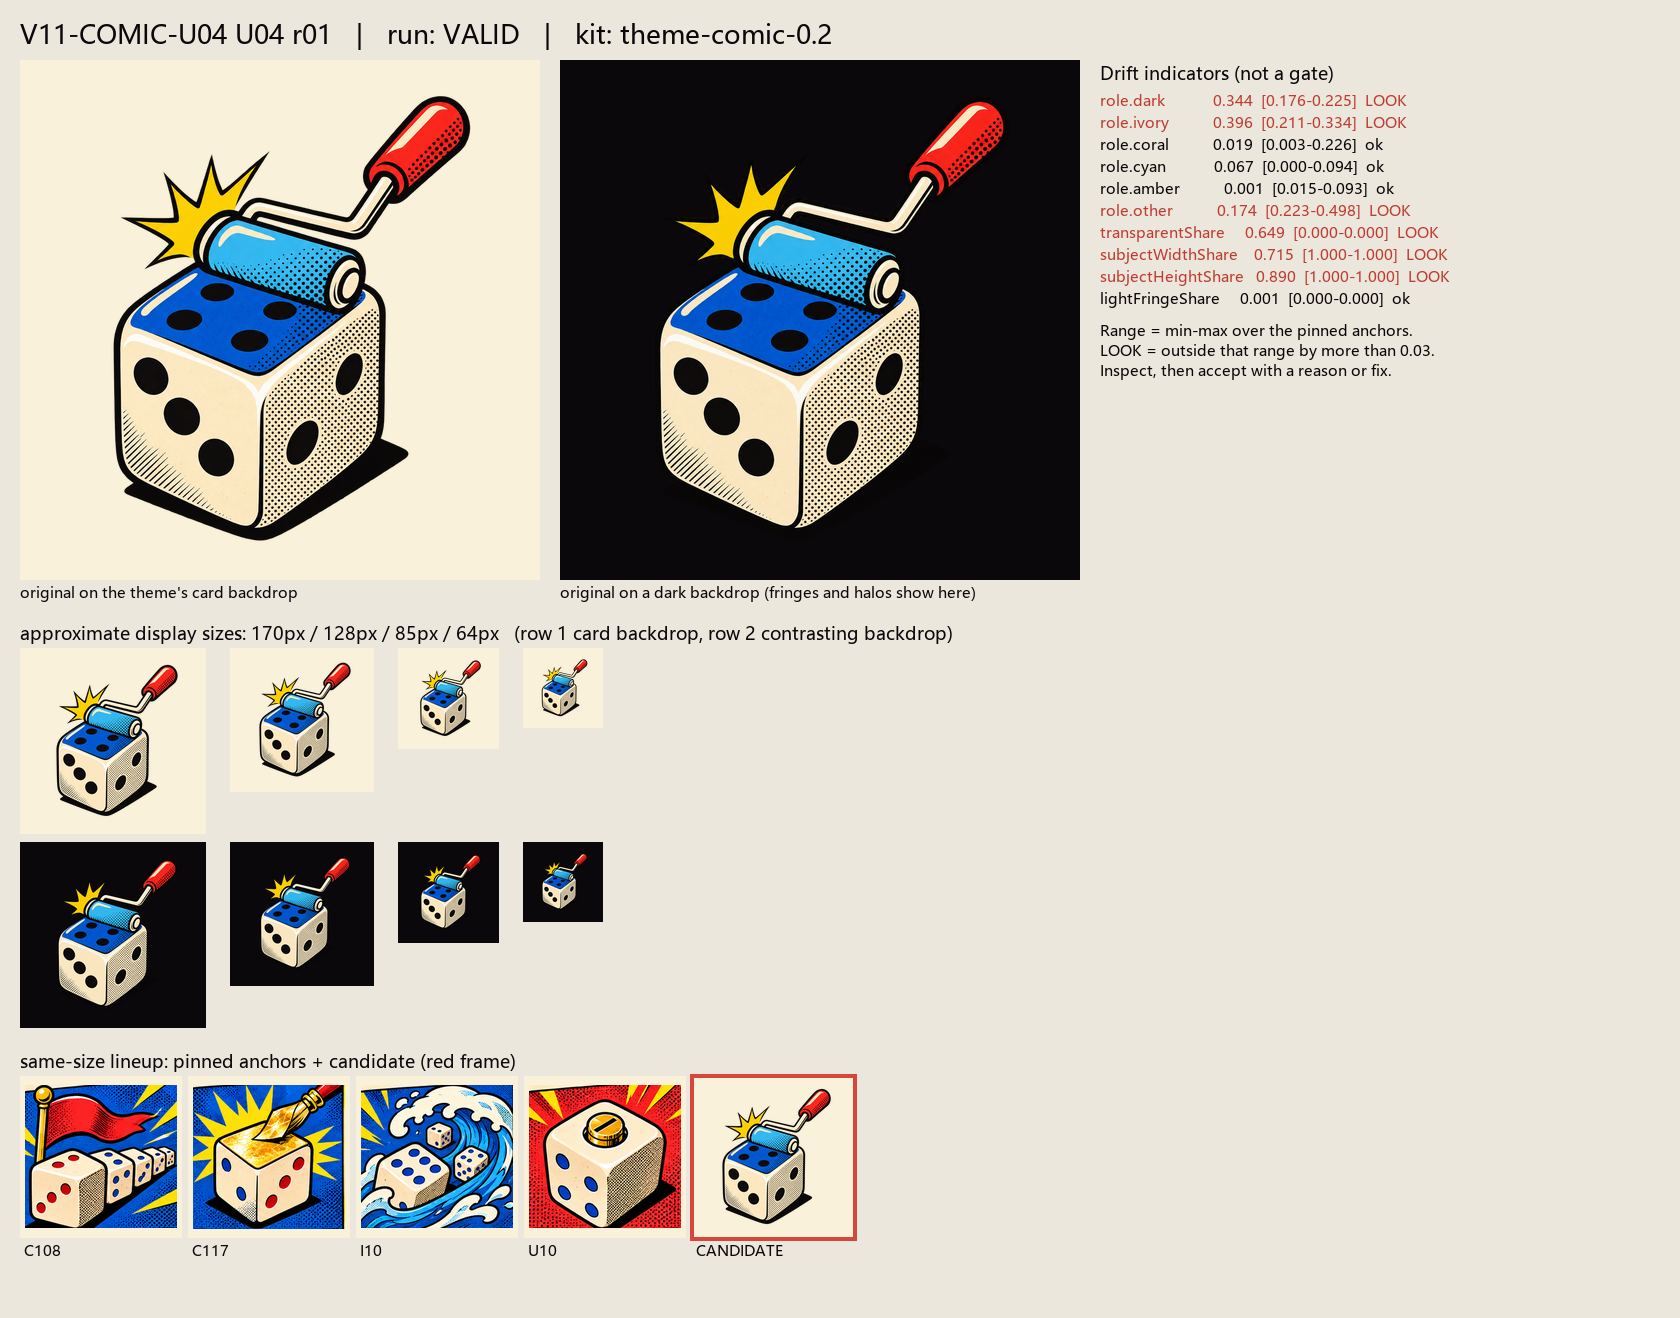 V11-COMIC-U04 U04 r01 | run: VALID | kit: theme-comic-0.2
Drift indicators (not a gate)
role.dark 0.344 [0.176-0.225] LOOK
role.ivory 0.396 [0.211-0.334] LOOK
role.coral 0.019 [0.003-0.226] ok
role.cyan 0.067 [0.000-0.094] ok
role.amber 0.001 [0.015-0.093] ok
role.other 0.174 [0.223-0.498] LOOK
transparentShare 0.649 [0.000-0.000] LOOK
subjectWidthShare 0.715 [1.000-1.000] LOOK
subjectHeightShare 0.890 [1.000-1.000] LOOK
lightFringeShare 0.001 [0.000-0.000] ok
Range = min-max over the pinned anchors.
LOOK = outside that range by more than 0.03.
Inspect, then accept with a reason or fix.
original on the theme's card backdrop
original on a dark backdrop (fringes and halos show here)
approximate display sizes: 170px / 128px / 85px / 64px (row 1 card backdrop, row 2 contrasting backdrop)
same-size lineup: pinned anchors + candidate (red frame)
C108
C117
I10
U10
CANDIDATE